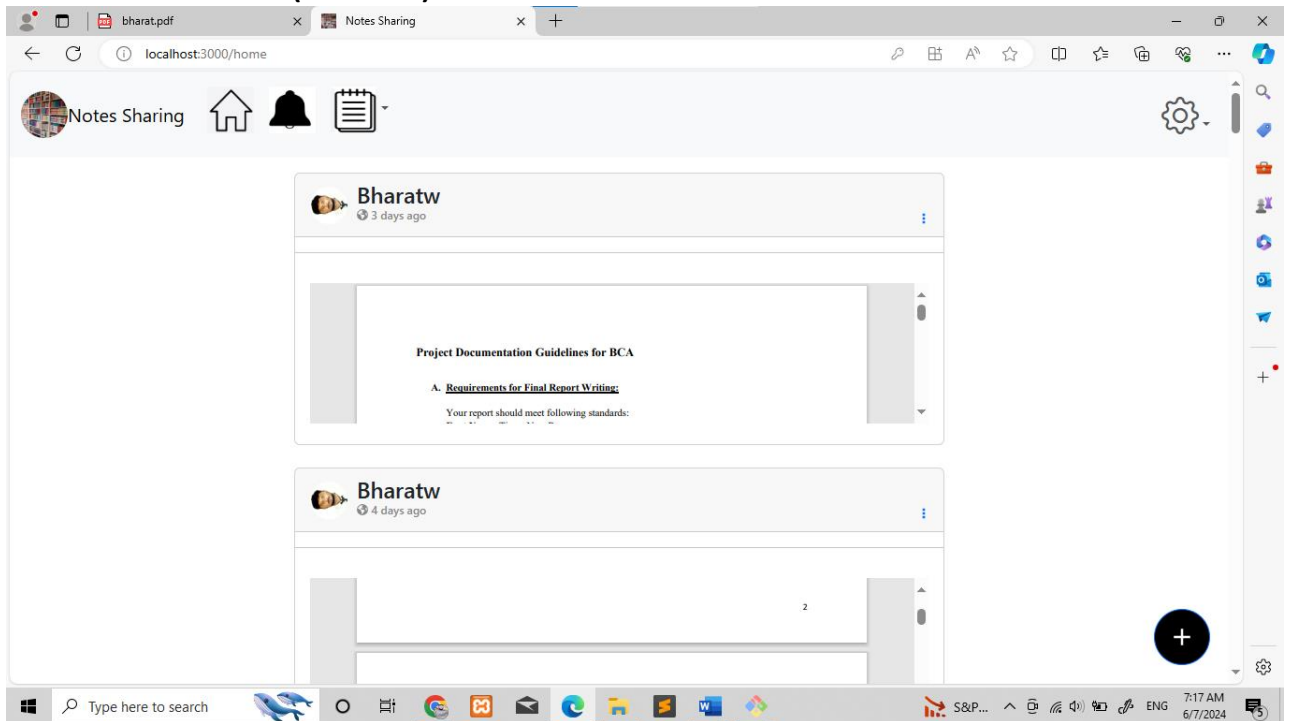 bharat.pdf
Notes Sharing
localhost:3000/home
Notes Sharing
Bharatw
3 days ago
Project Documentation Guidelines for BCA
A. Requirements for Final Report Writing:
Your report should meet following standards:
Bharatw
4 days ago
2
Type here to search
S&P...
ENG
7:17 AM
6/7/2024
5